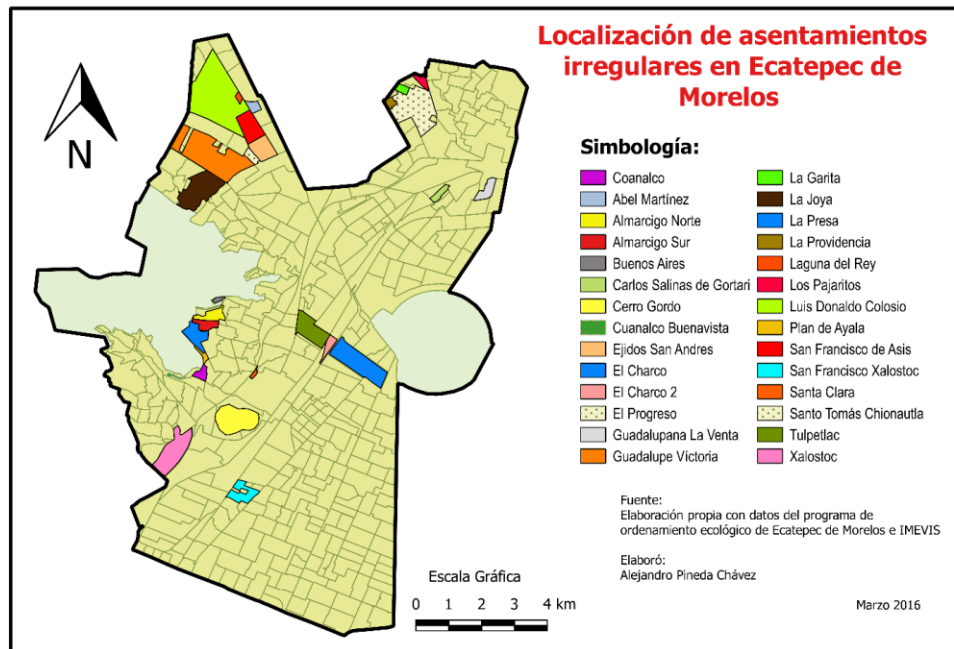 Localización de asentamientos
irregulares en Ecatepec de
Morelos
N
Simbología:
Coanalco
Abel Martínez
Almarcigo Norte
Almarcigo Sur
Buenos Aires
Carlos Salinas de Gortari
Cerro Gordo
Cuanalco Buenavista
Ejidos San Andres
El Charco
El Charco 2
El Progreso
Guadalupana La Venta
Guadalupe Victoria
La Garita
La Joya
La Presa
La Providencia
Laguna del Rey
Los Pajaritos
Luis Donaldo Colosio
Plan de Ayala
San Francisco de Asis
San Francisco Xalostoc
Santa Clara
Santo Tomás Chionautla
Tulpetlac
Xalostoc
Fuente:
Elaboración propia con datos del programa de
ordenamiento ecológico de Ecatepec de Morelos e IMEVIS
Elaboró:
Alejandro Pineda Chávez
Marzo 2016
Escala Gráfica
0 1 2 3 4 km